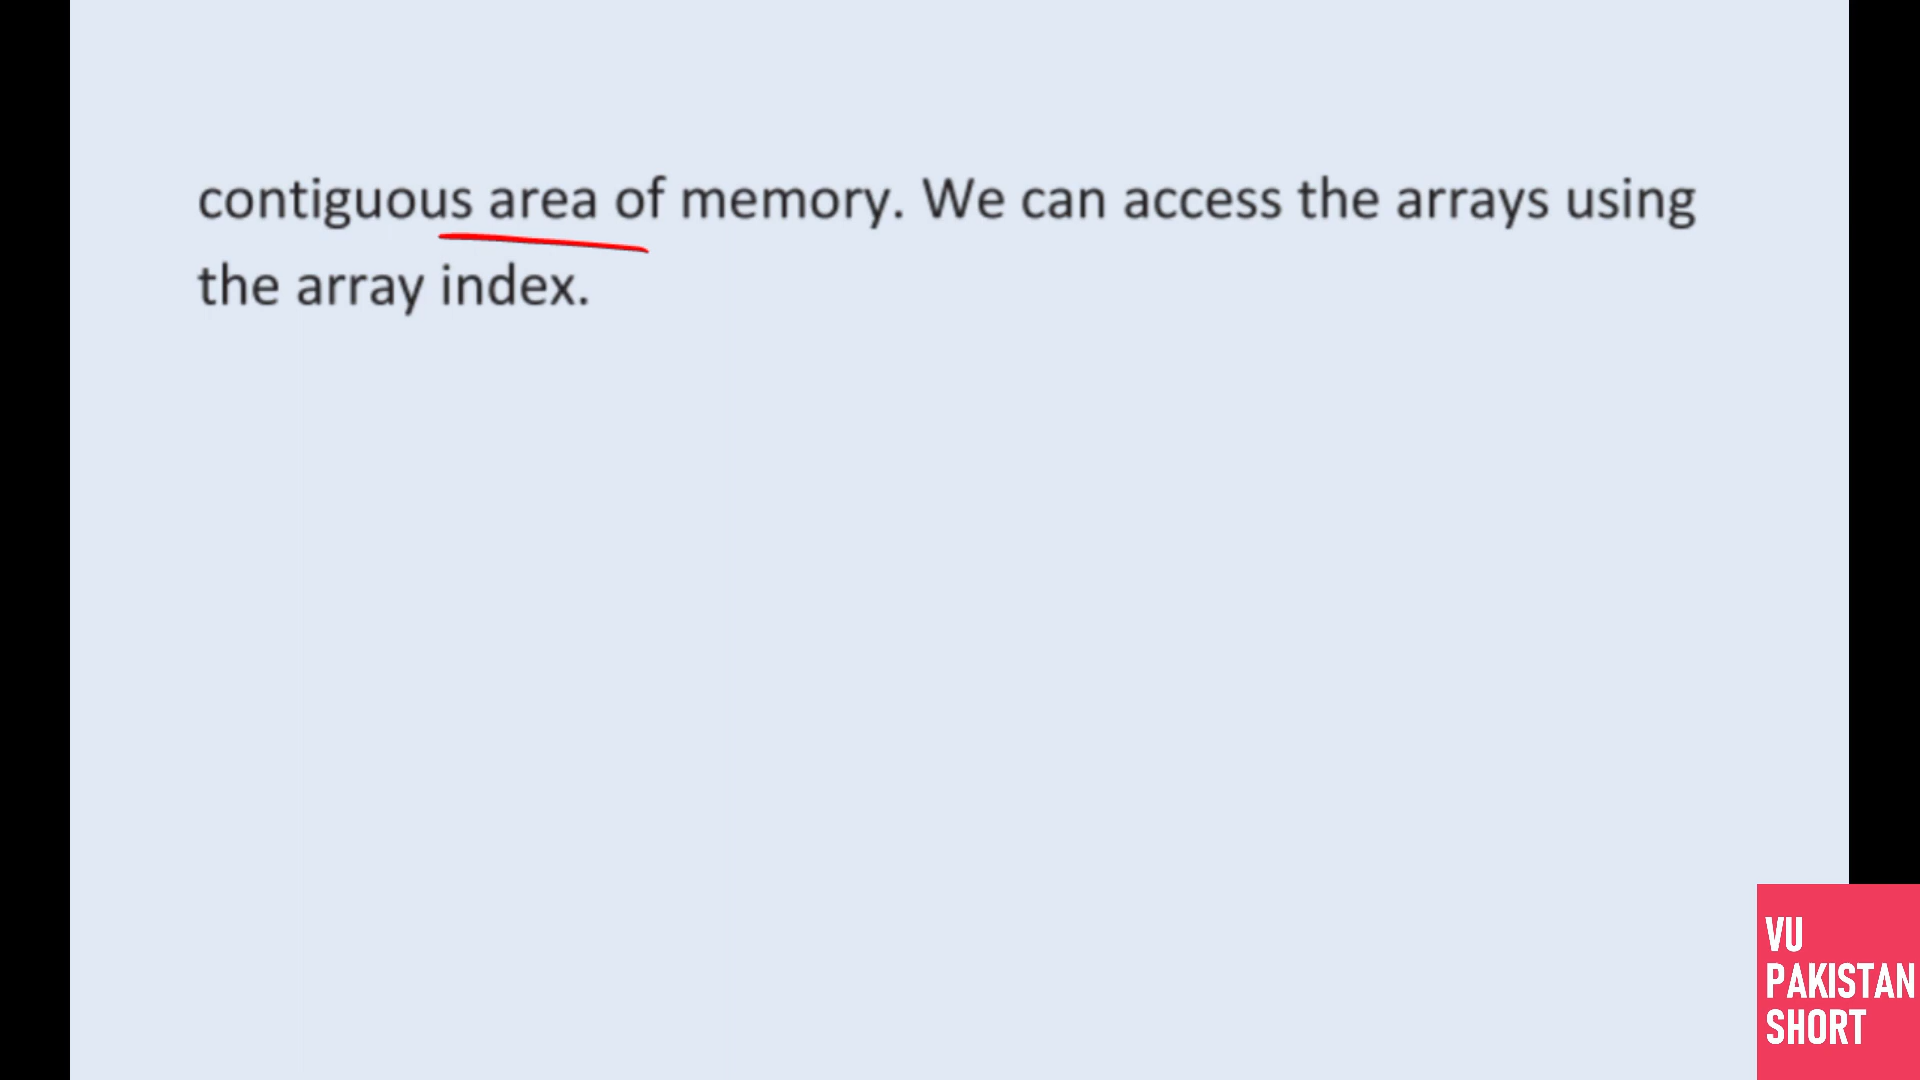 contiguous area of memory. We can access the arrays using
the array index.
VU
PAKISTAN
SHORT